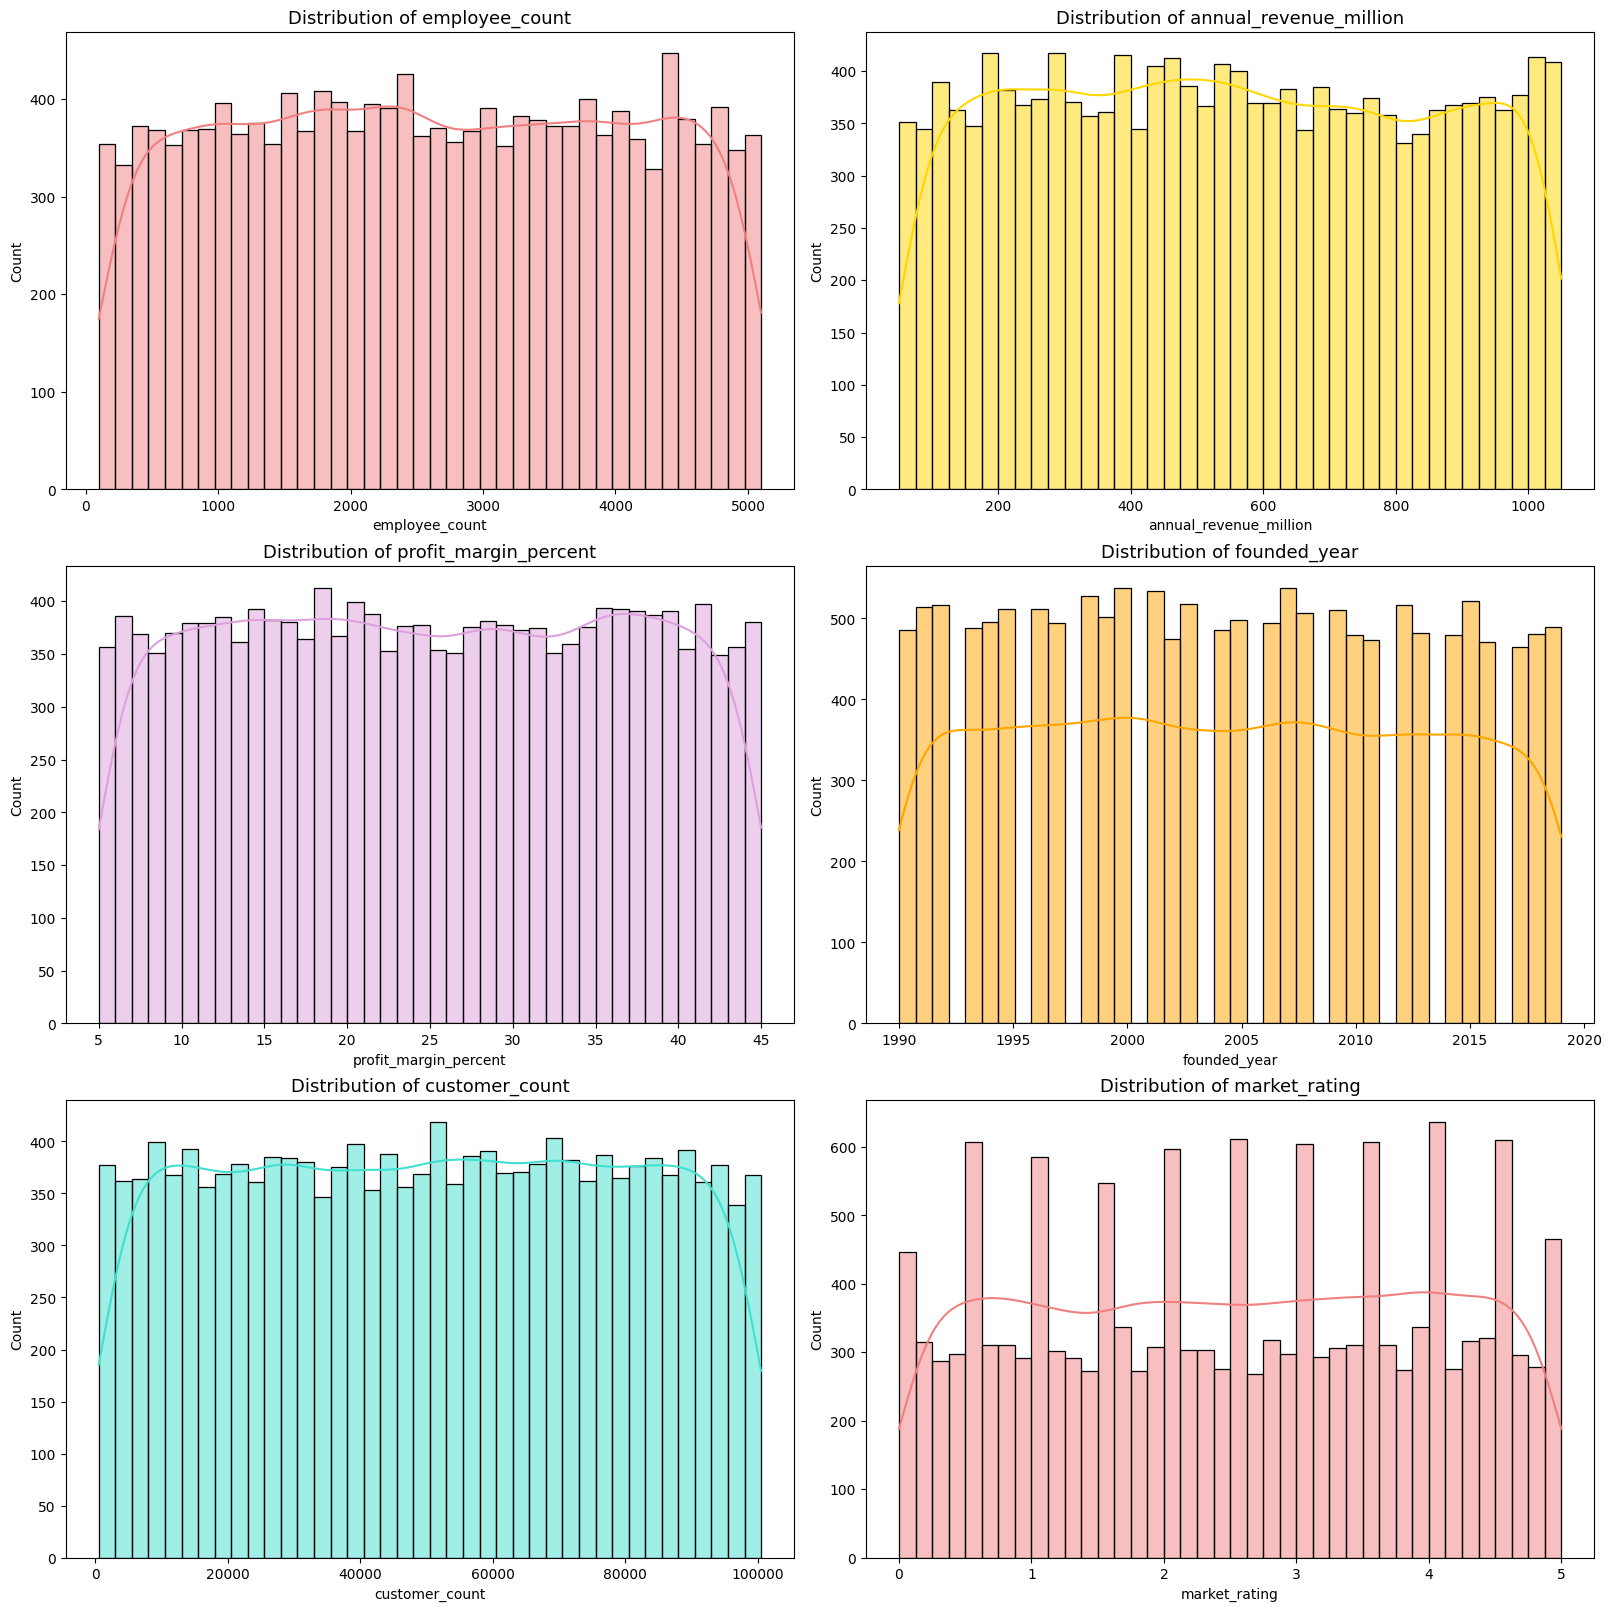 Distribution of employee_count
Count
400
300
200
100
0
0 1000 2000 3000 4000 5000
employee_count
Distribution of annual_revenue_million
Count
400
350
300
250
200
150
100
50
0
200 400 600 800 1000
annual_revenue_million
Distribution of profit_margin_percent
Count
400
350
300
250
200
150
100
50
0
5 10 15 20 25 30 35 40 45
profit_margin_percent
Distribution of founded_year
Count
500
400
300
200
100
0
1990 1995 2000 2005 2010 2015 2020
founded_year
Distribution of customer_count
Count
400
350
300
250
200
150
100
50
0
0 20000 40000 60000 80000 100000
customer_count
Distribution of market_rating
Count
600
500
400
300
200
100
0
0 1 2 3 4 5
market_rating